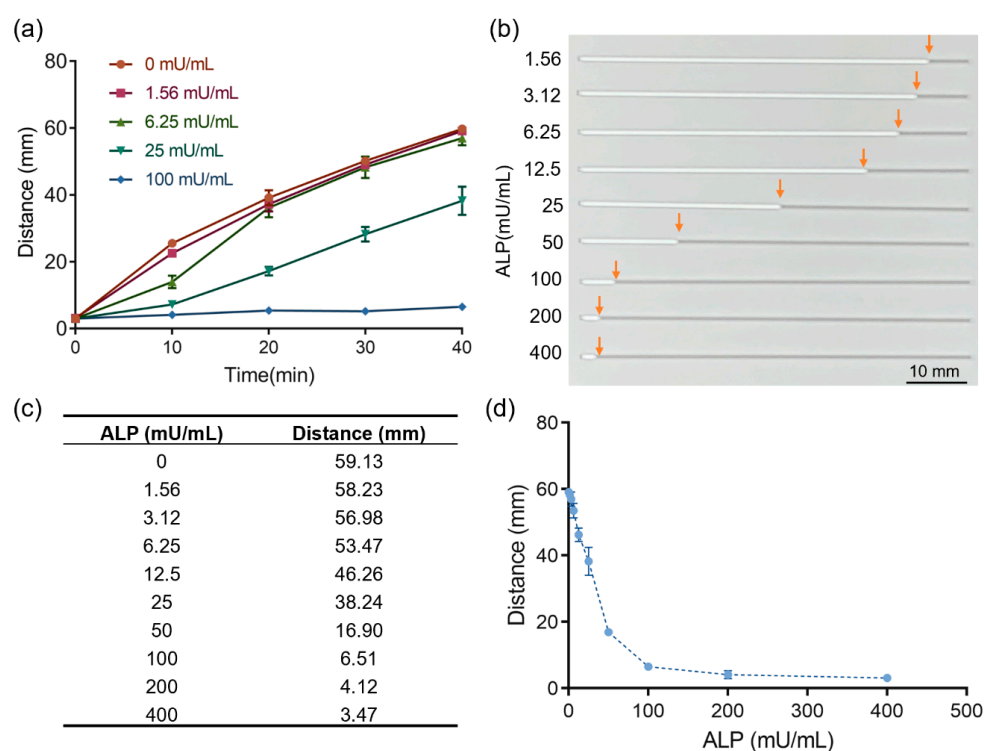 (a)
80
60
40
20
0
Distance (mm)
0 mU/mL
1.56 mU/mL
6.25 mU/mL
25 mU/mL
100 mU/mL
0 10 20 30 40
Time(min)
(b)
ALP(mU/mL)
1.56
3.12
6.25
12.5
25
50
100
200
400
10 mm
(c)
ALP (mU/mL) Distance (mm)
0 59.13
1.56 58.23
3.12 56.98
6.25 53.47
12.5 46.26
25 38.24
50 16.90
100 6.51
200 4.12
400 3.47
(d)
80
60
40
20
0
Distance (mm)
0 100 200 300 400 500
ALP (mU/mL)